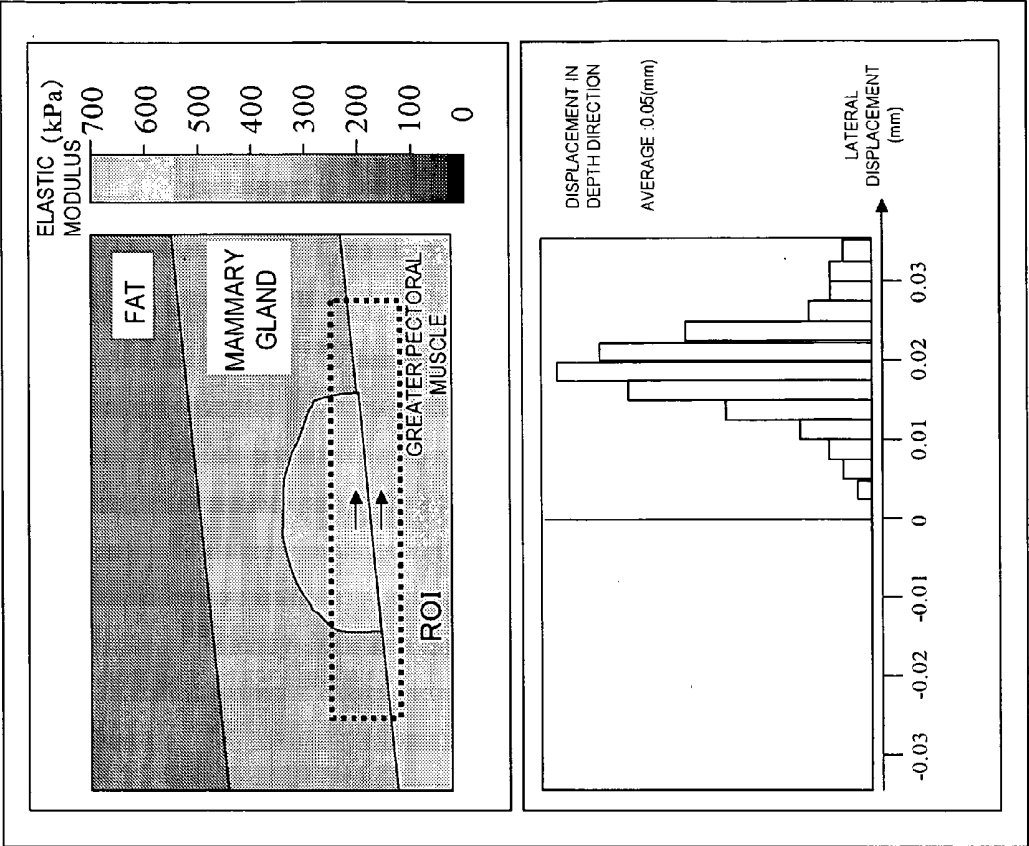 ELASTIC (kPa)
MODULUS
700
600
500
400
300
200
100
0
FAT
MAMMARY
GLAND
GREATER PECTORAL
MUSCLE
ROI
DISPLACEMENT IN
DEPTH DIRECTION
AVERAGE :0.05(mm)
LATERAL
DISPLACEMENT
(mm)
-0.03
-0.02
-0.01
0
0.01
0.02
0.03